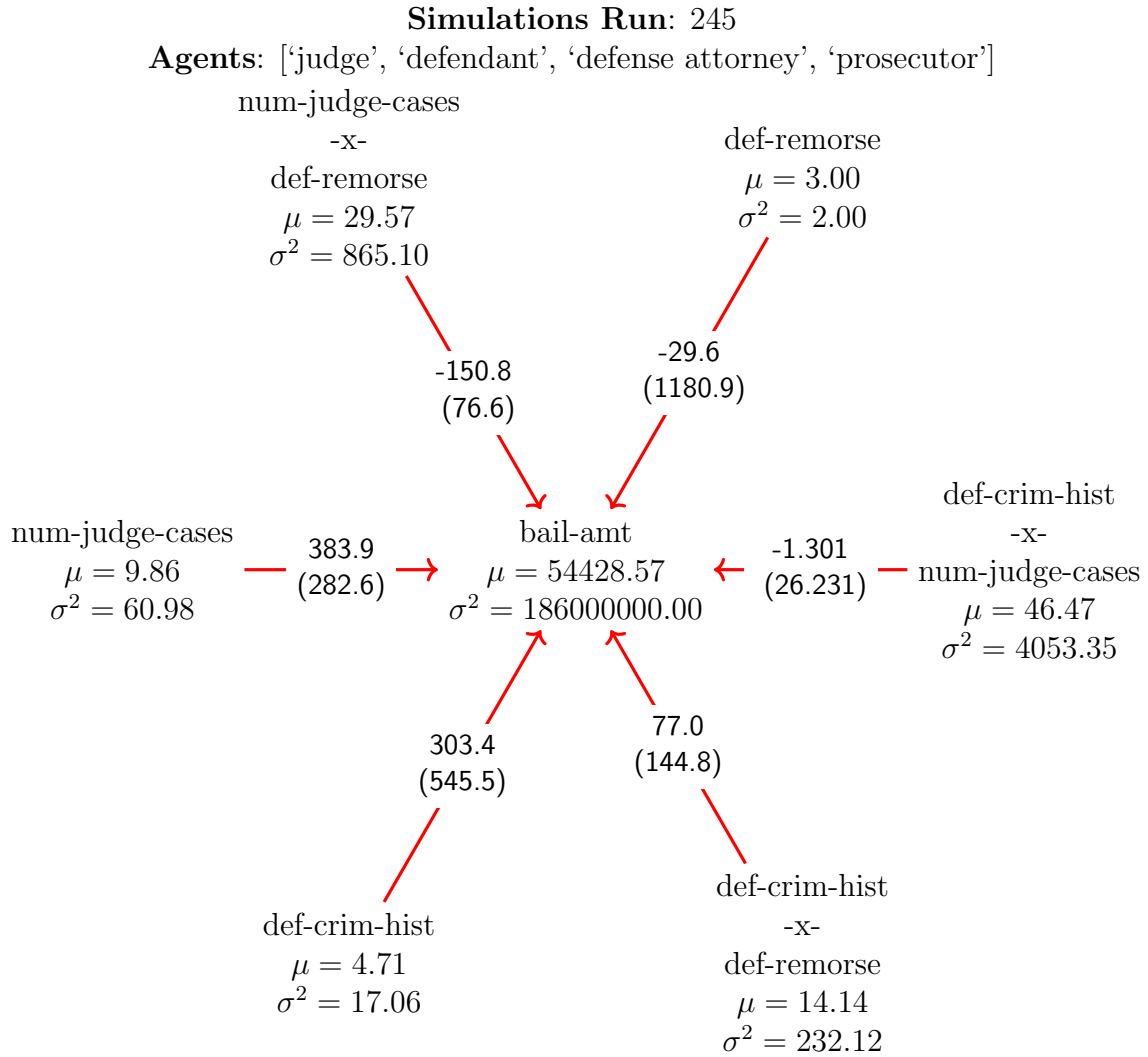 Simulations Run: 245
Agents: [‘judge’, ‘defendant’, ‘defense attorney’, ‘prosecutor’]
num-judge-cases
-x-
def-remorse
μ = 29.57
σ² = 865.10
def-remorse
μ = 3.00
σ² = 2.00
-150.8
(76.6)
-29.6
(1180.9)
num-judge-cases
μ = 9.86
σ² = 60.98
383.9
(282.6)
bail-amt
μ = 54428.57
σ² = 186000000.00
-1.301
(26.231)
def-crim-hist
-x-
num-judge-cases
μ = 46.47
σ² = 4053.35
303.4
(545.5)
77.0
(144.8)
def-crim-hist
μ = 4.71
σ² = 17.06
def-crim-hist
-x-
def-remorse
μ = 14.14
σ² = 232.12